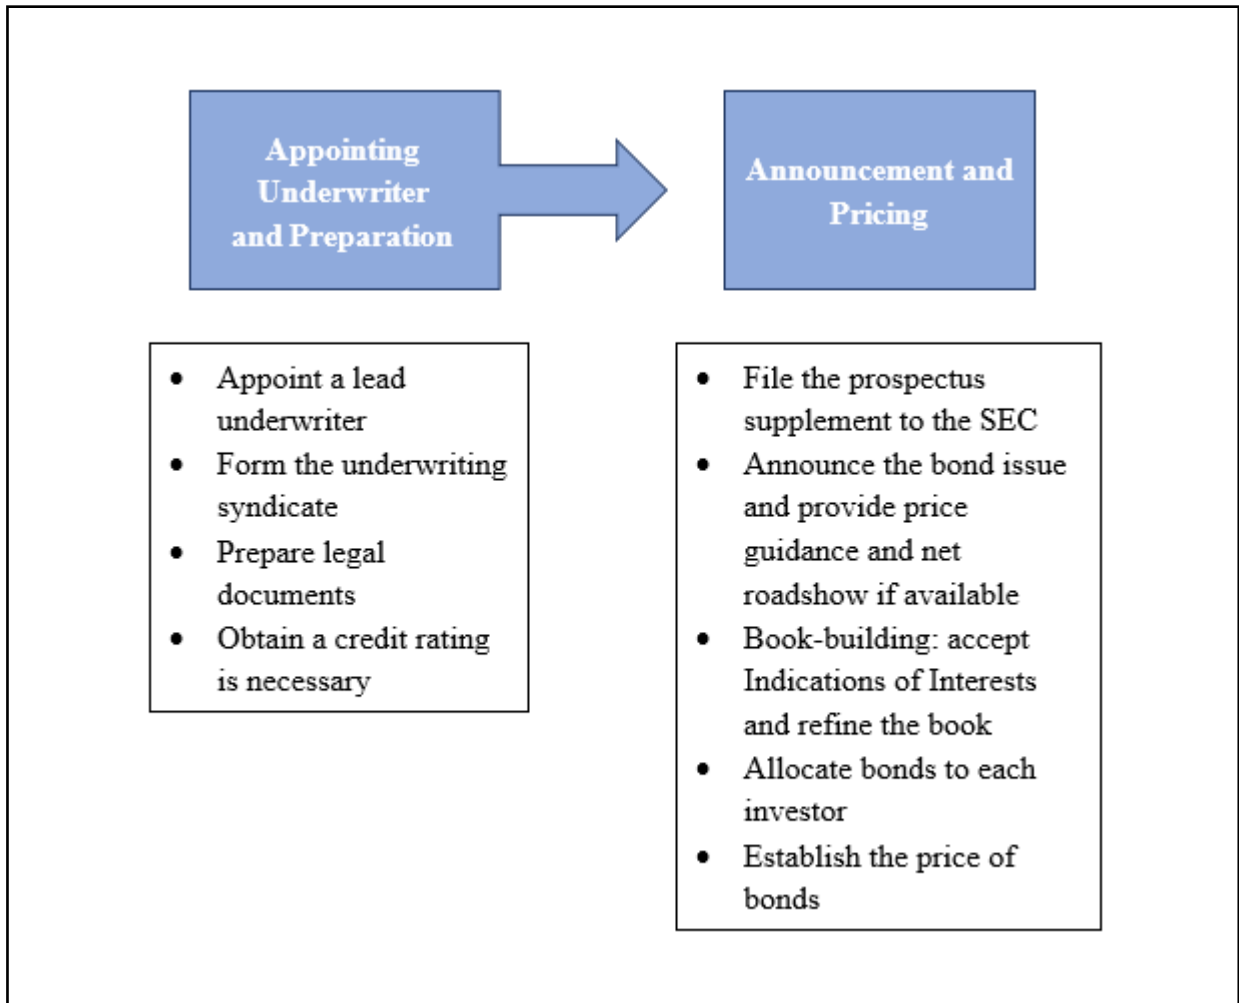 Appointing
Underwriter
and Preparation
Announcement and
Pricing
• Appoint a lead
underwriter
• Form the underwriting
syndicate
• Prepare legal
documents
• Obtain a credit rating
is necessary
• File the prospectus
supplement to the SEC
• Announce the bond issue
and provide price
guidance and net
roadshow if available
• Book-building: accept
Indications of Interests
and refine the book
• Allocate bonds to each
investor
• Establish the price of
bonds